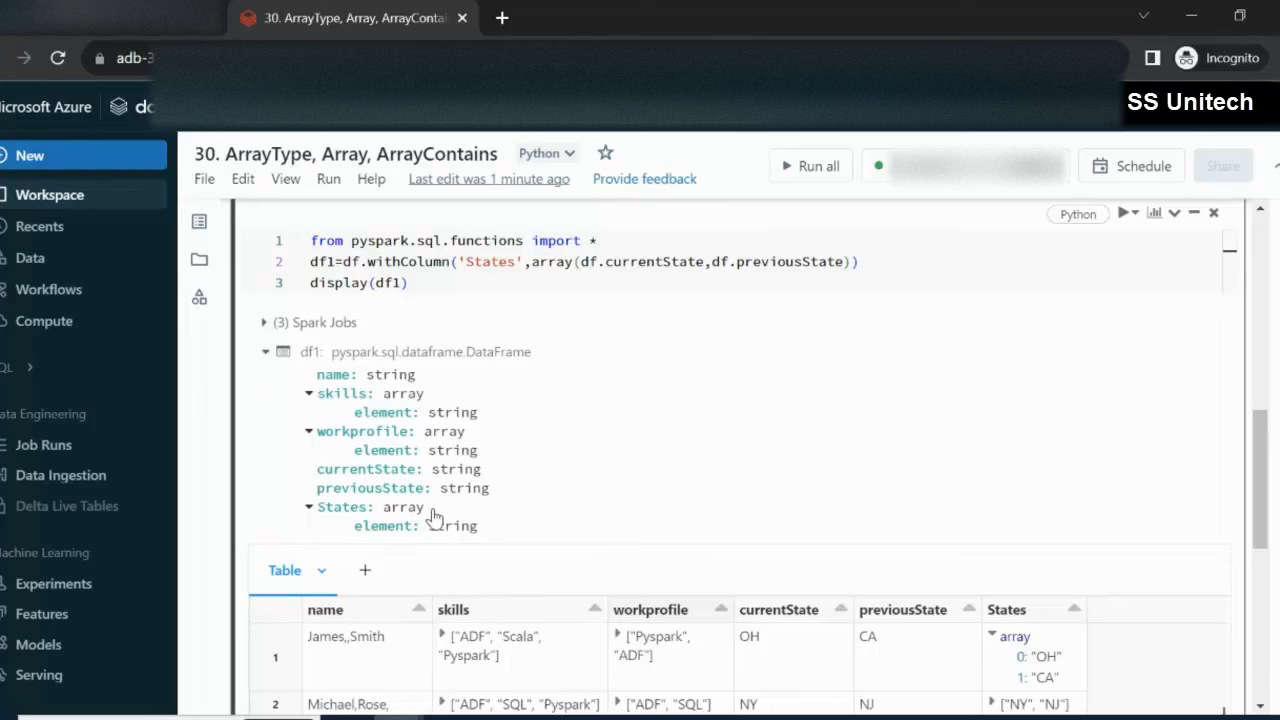 30. ArrayType, Array, ArrayConta
adb-3
Incognito
SS Unitech
icrosoft Azure
New
Workspace
Recents
Data
Workflows
Compute
QL
ata Engineering
Job Runs
Data Ingestion
Delta Live Tables
achine Learning
Experiments
Features
Models
Serving
30. ArrayType, Array, ArrayContains
Python
File Edit View Run Help Last edit was 1 minute ago Provide feedback
Run all
Schedule
Share
Python
1 from pyspark.sql.functions import *
2 df1=df.withColumn('States',array(df.currentState,df.previousState))
3 display(df1)
(3) Spark Jobs
df1: pyspark.sql.dataframe.DataFrame
name: string
skills: array
element: string
workprofile: array
element: string
currentState: string
previousState: string
States: array
element: string
Table +
name skills workprofile currentState previousState States
1 James,,Smith ["ADF", "Scala", "Pyspark"] ["Pyspark", "ADF"] OH CA array
0: "OH"
1: "CA"
2 Michael,Rose, ["ADF", "SQL", "Pyspark"] ["ADF", "SQL"] NY NJ ["NY", "NJ"]